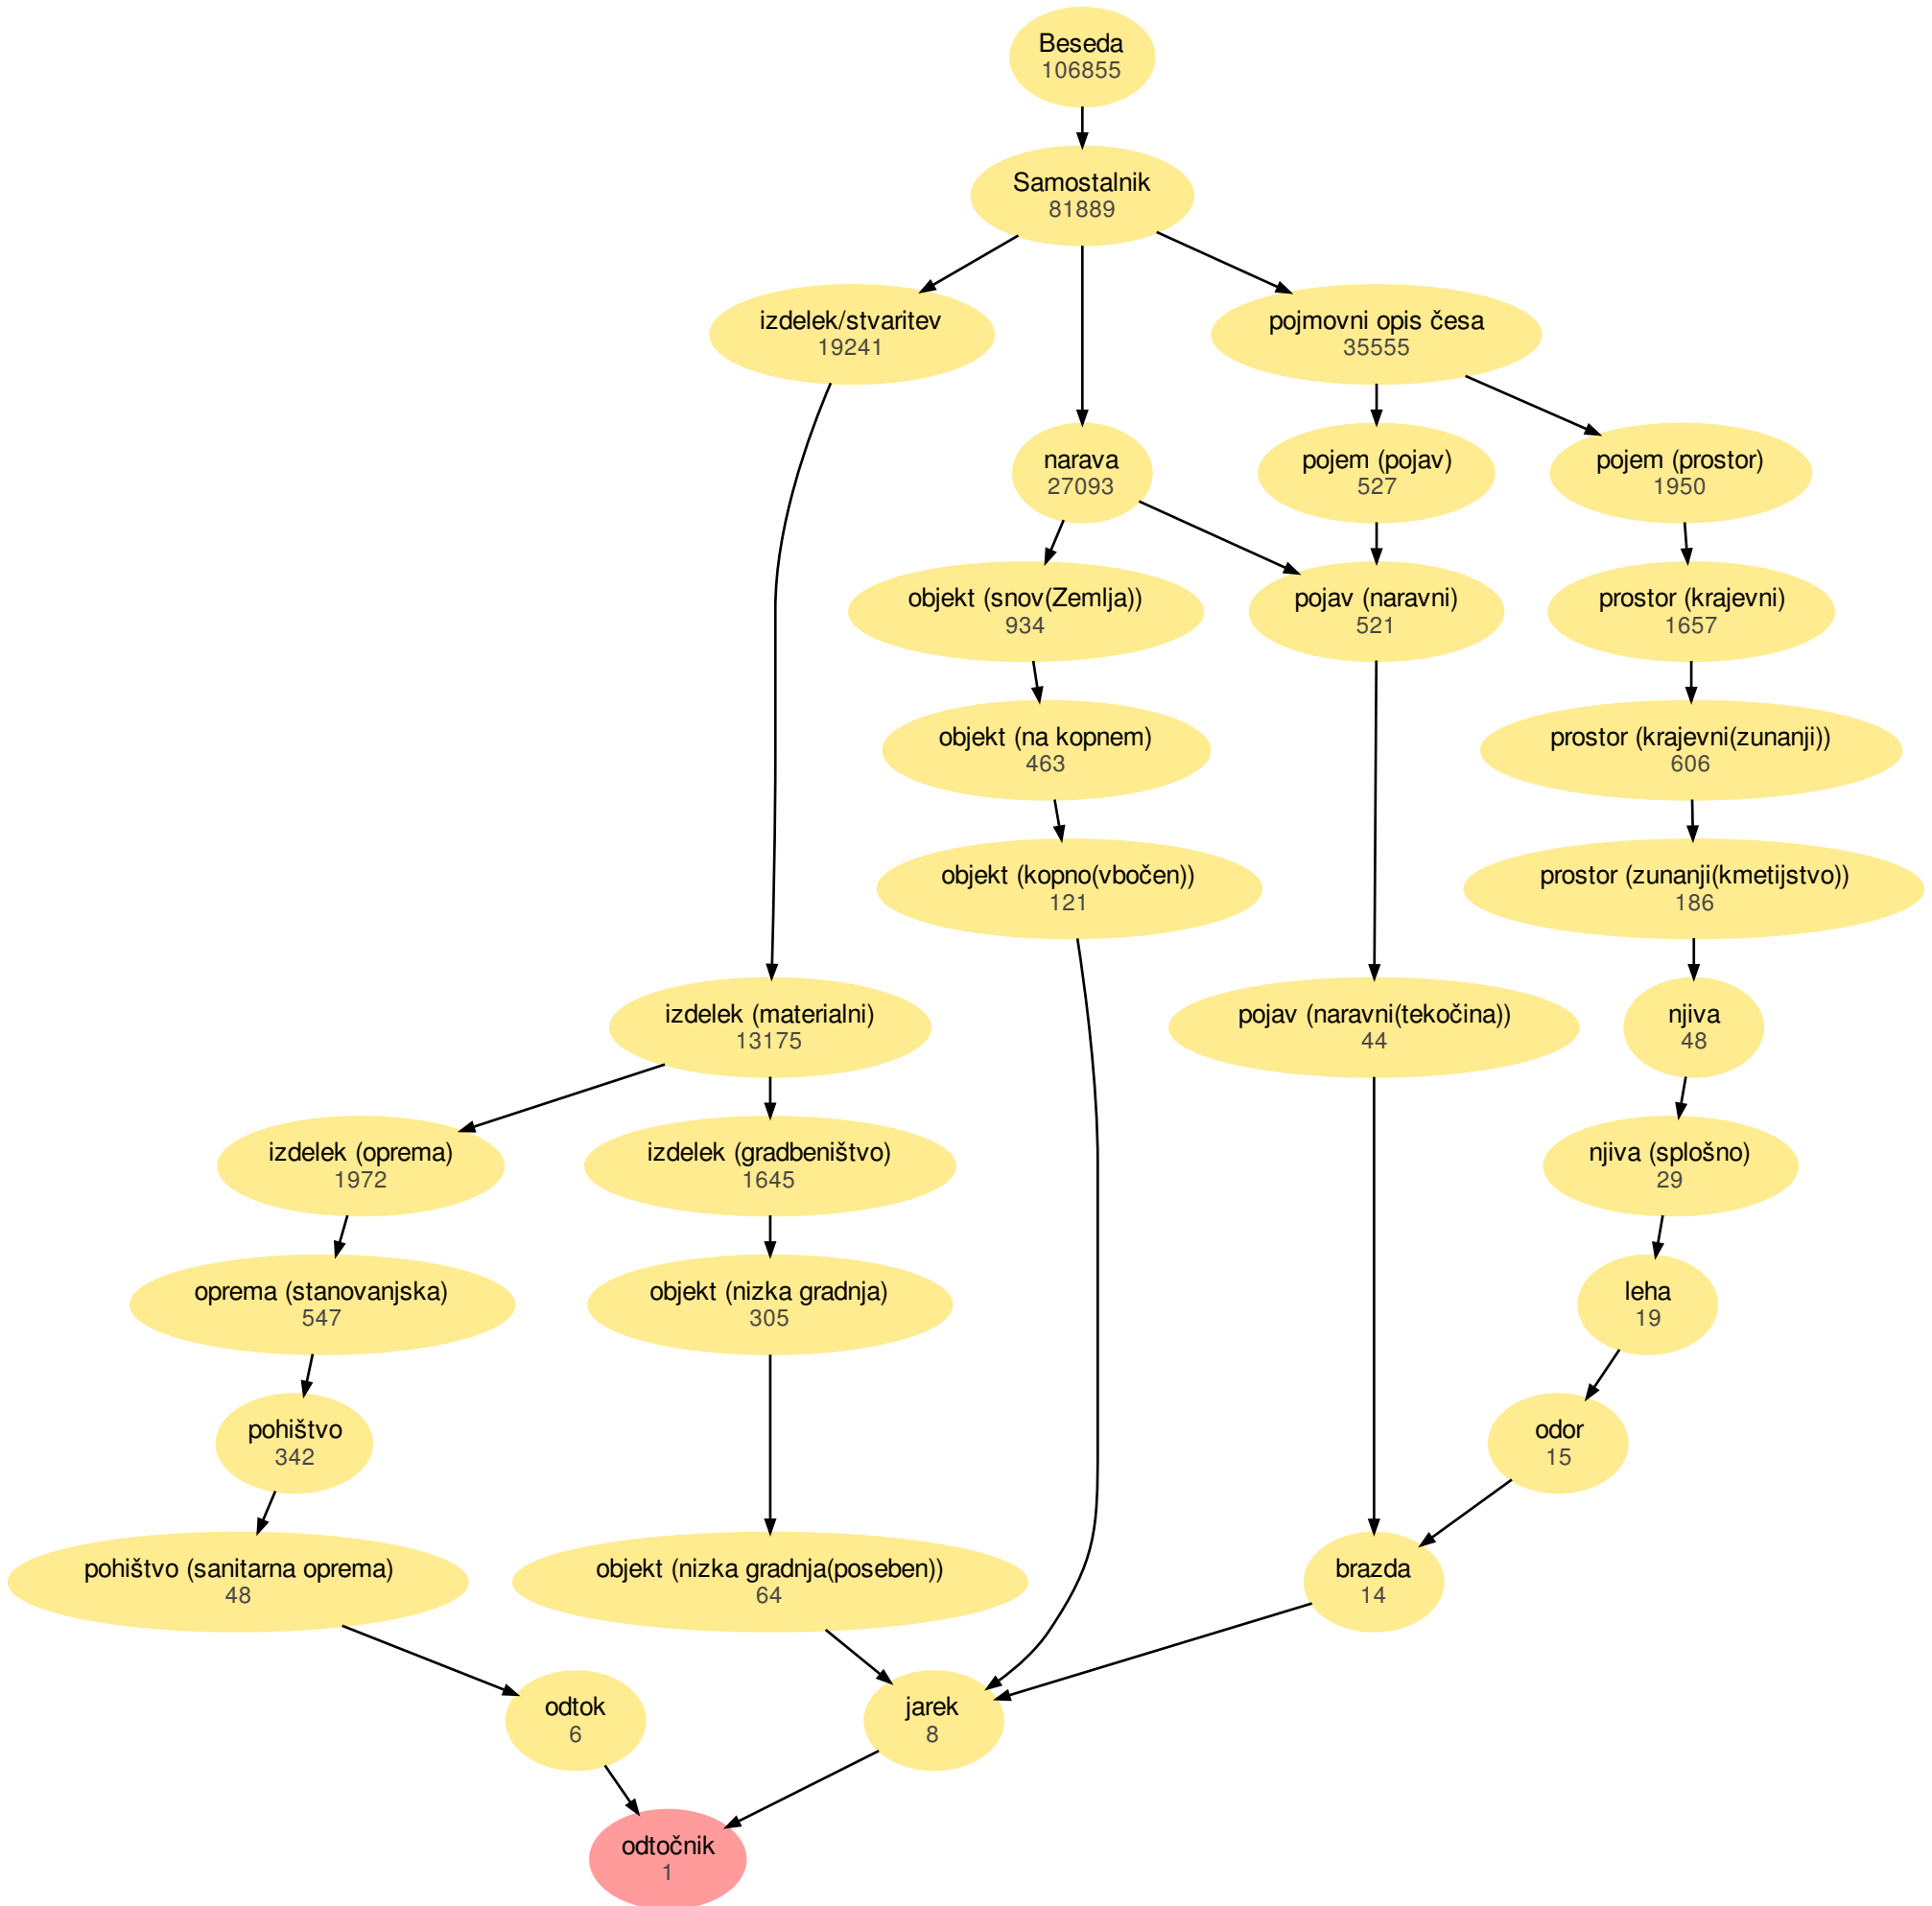 Beseda
106855
Samostalnik
81889
izdelek/stvaritev
19241
pojmovni opis česa
35555
narava
27093
pojem (pojav)
527
pojem (prostor)
1950
objekt (snov(Zemlja))
934
pojav (naravni)
521
prostor (krajevni)
1657
objekt (na kopnem)
463
prostor (krajevni(zunanji))
606
objekt (kopno(vbočen))
121
prostor (zunanji(kmetijstvo))
186
izdelek (materialni)
13175
pojav (naravni(tekočina))
44
njiva
48
izdelek (oprema)
1972
izdelek (gradbeništvo)
1645
njiva (splošno)
29
oprema (stanovanjska)
547
objekt (nizka gradnja)
305
leha
19
pohištvo
342
odor
15
pohištvo (sanitarna oprema)
48
objekt (nizka gradnja(poseben))
64
brazda
14
odtok
6
jarek
8
odtočnik
1